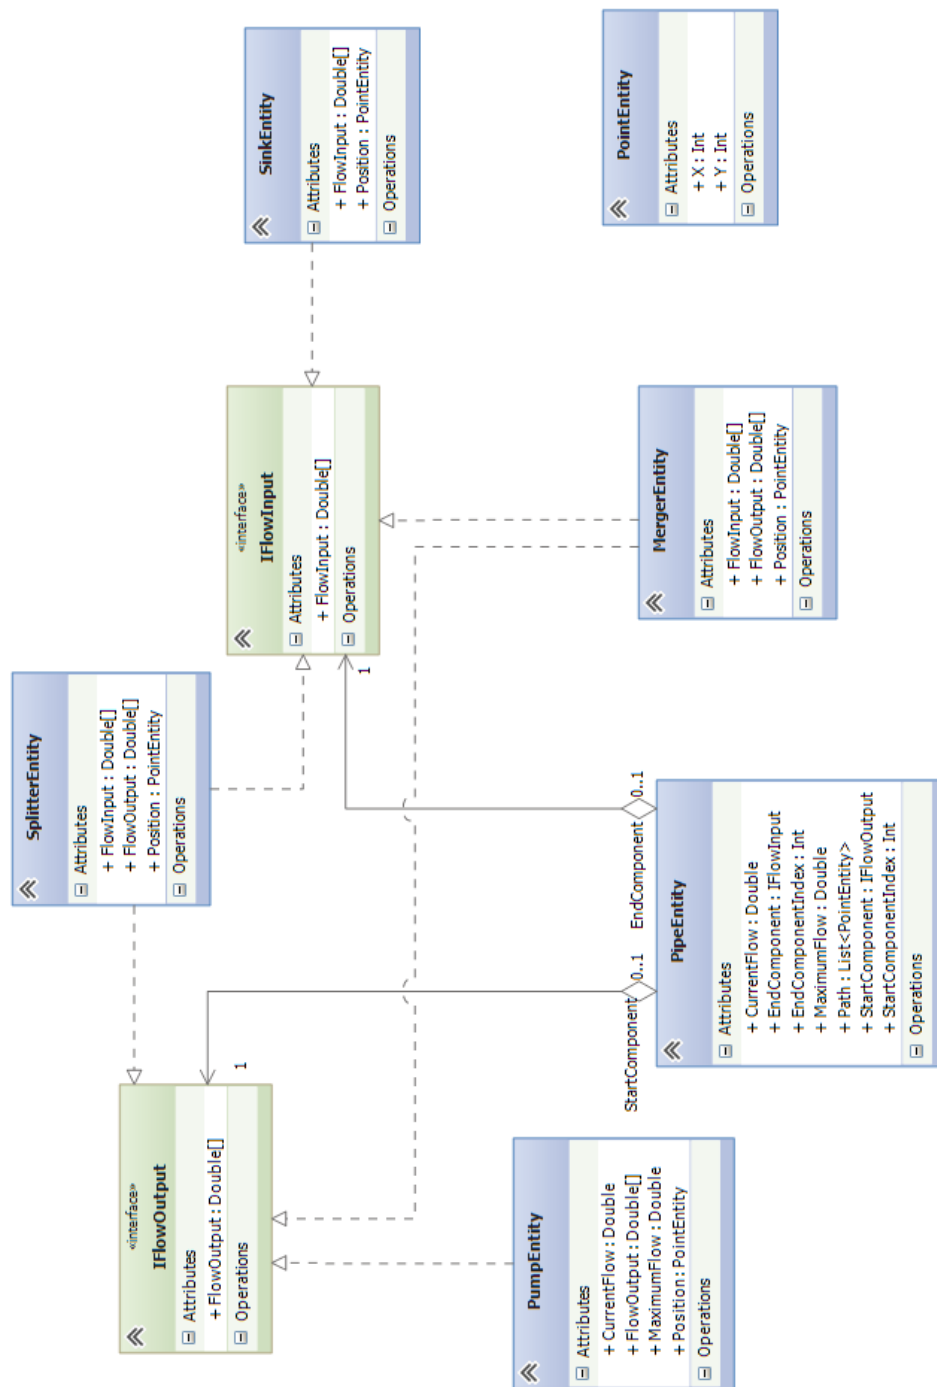 «interface»
IFlowOutput
Attributes
+ FlowOutput : Double[]
Operations
SplitterEntity
Attributes
+ FlowInput : Double[]
+ FlowOutput : Double[]
+ Position : PointEntity
Operations
«interface»
IFlowInput
Attributes
+ FlowInput : Double[]
Operations
SinkEntity
Attributes
+ FlowInput : Double[]
+ Position : PointEntity
Operations
1
1
StartComponent
0..1
EndComponent
0..1
PumpEntity
Attributes
+ CurrentFlow : Double
+ FlowOutput : Double[]
+ MaximumFlow : Double
+ Position : PointEntity
Operations
PipeEntity
Attributes
+ CurrentFlow : Double
+ EndComponent : IFlowInput
+ EndComponentIndex : Int
+ MaximumFlow : Double
+ Path : List<PointEntity>
+ StartComponent : IFlowOutput
+ StartComponentIndex : Int
Operations
MergerEntity
Attributes
+ FlowInput : Double[]
+ FlowOutput : Double[]
+ Position : PointEntity
Operations
PointEntity
Attributes
+ X : Int
+ Y : Int
Operations